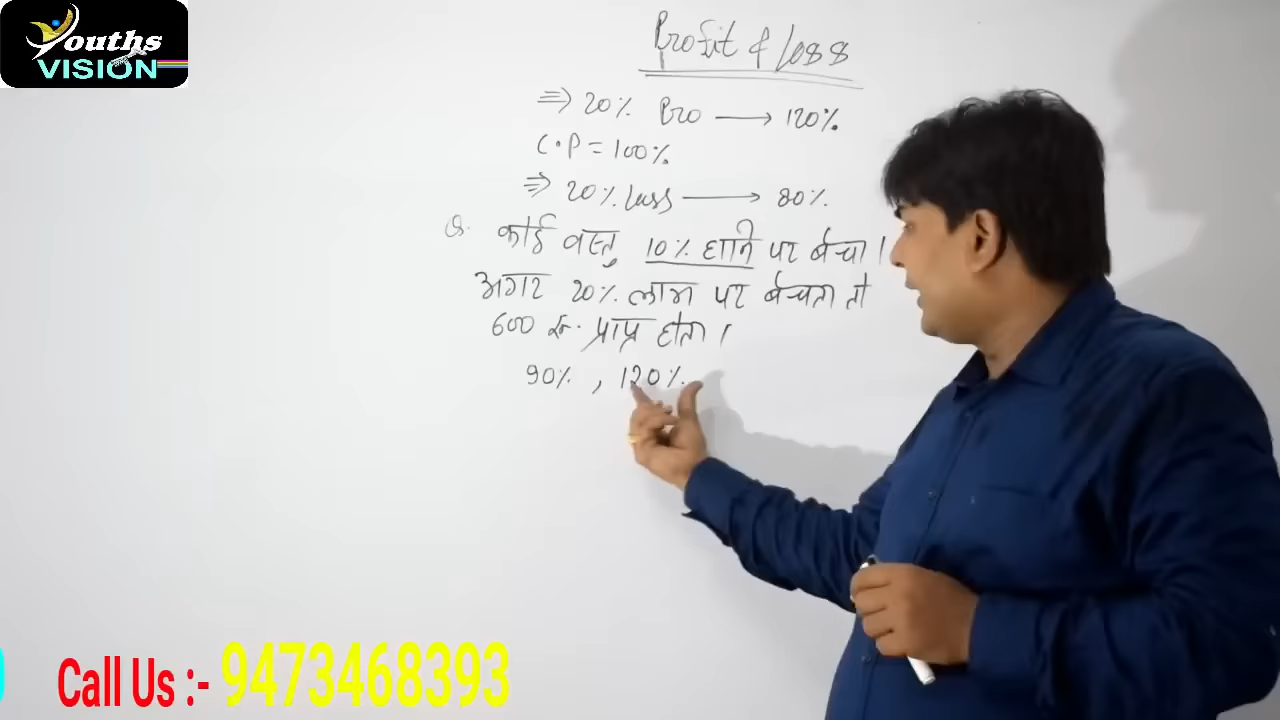 Youths
VISION
Profit & loss
⇒ 20% Pro ⟶ 120%
C.P = 100%
⇒ 20% Loss ⟶ 80%
Q. कोई वस्तु 10% हानि पर बेचा।
अगर 20% लाभ पर बेचता तो
600 रु. प्राप्त होता।
90% , 120%
Call Us :- 9473468393